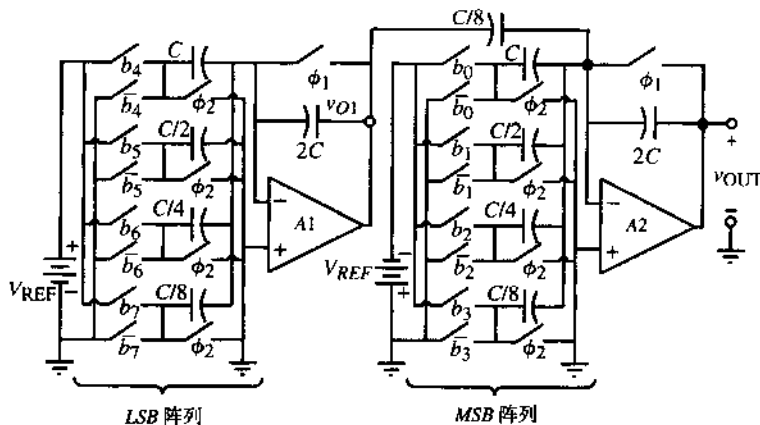 C/8
b4
C
ϕ1
b̅4
ϕ2
vO1
2C
b5
C/2
b̅5
ϕ2
b6
C/4
b̅6
ϕ2
A1
−
+
VREF
+
−
b7
C/8
b̅7
ϕ2
LSB 阵列
b0
C
ϕ1
b̅0
ϕ2
2C
b1
C/2
b̅1
ϕ2
b2
C/4
b̅2
ϕ2
A2
−
+
VREF
−
+
b3
C/8
b̅3
ϕ2
+
vOUT
−
MSB 阵列